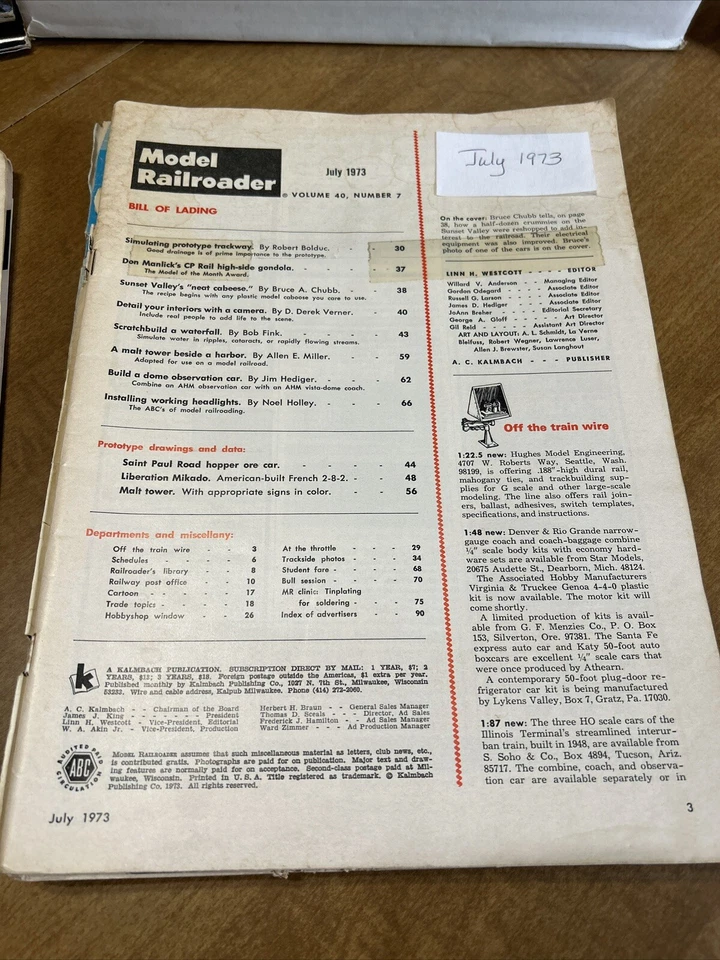 Model
Railroader
July 1973
® VOLUME 40, NUMBER 7
BILL OF LADING
Simulating prototype trackway. By Robert Bolduc. - - 30
Good drainage is of prime importance to the prototype.
Don Manlick's CP Rail high-side gondola. - - - - - 37
The Model of the Month Award.
Sunset Valley's "neat caboese." By Bruce A. Chubb. - - 38
The recipe begins with any plastic model caboose you care to use.
Detail your interiors with a camera. By D. Derek Verner. - 40
Include real people to add life to the scene.
Scratchbuild a waterfall. By Bob Fink. - - - - 43
Simulate water in ripples, cataracts, or rapidly flowing streams.
A malt tower beside a harbor. By Allen E. Miller. - - - 59
Adapted for use on a model railroad.
Build a dome observation car. By Jim Hediger. - - - 62
Combine an AHM observation car with an AHM vista-dome coach.
Installing working headlights. By Noel Holley. - - - 66
The ABC's of model railroading.
Prototype drawings and data:
Saint Paul Road hopper ore car. - - - - - - 44
Liberation Mikado. American-built French 2-8-2. - - - 48
Malt tower. With appropriate signs in color. - - - 56
Departments and miscellany:
Off the train wire - - 3
Schedules - - - 6
Railroader's library - - 8
Railway post office - - 10
Cartoon - - - 17
Trade topics - - - 18
Hobbyshop window - - 26
At the throttle - - - 29
Trackside photos - - - 34
Student fare - - - - 68
Bull session - - - - 70
MR clinic: Tinplating
for soldering - - - 75
Index of advertisers - - 90
k
A KALMBACH PUBLICATION. SUBSCRIPTION DIRECT BY MAIL: 1 YEAR, $7; 2
YEARS, $13; 3 YEARS, $18. Foreign postage outside the Americas, $1 extra per year.
Published monthly by Kalmbach Publishing Co., 1027 N. 7th St., Milwaukee, Wisconsin
53233. Wire and cable address, Kalpub Milwaukee. Phone (414) 272-2060.
A. C. Kalmbach - - Chairman of the Board
James J. King - - - - - - President
Linn H. Westcott - Vice-President, Editorial
W. A. Akin Jr. - Vice-President, Production
Herbert H. Braun - General Sales Manager
Thomas D. Scrals - - Director, Ad Sales
Frederick J. Hamilton - Ad Sales Manager
Ward Zimmer - - Ad Production Manager
AUDITED PAID
ABC
CIRCULATION
MODEL RAILROADER assumes that such miscellaneous material as letters, club news, etc.,
is contributed gratis. Photographs are paid for on publication. Major text and draw-
ing features are normally paid for on acceptance. Second-class postage paid at Mil-
waukee, Wisconsin. Printed in U. S. A. Title registered as trademark. © Kalmbach
Publishing Co. 1973. All rights reserved.
July 1973
July 1973
On the cover: Bruce Chubb tells, on page
38, how a half-dozen crummies on the
Sunset Valley were reshopped to add in-
terest to the railroad. Their electrical
equipment was also improved. Bruce's
photo of one of the cars is on the cover.
LINN H. WESTCOTT - - - - - EDITOR
Willard V. Anderson - - Managing Editor
Gordon Odegard - - - Associate Editor
Russell G. Larson - - - Associate Editor
James D. Hediger - - - Associate Editor
JoAnn Breher - - - Editorial Secretary
George A. Gloff - - - - Art Director
Gil Reid - - - - Assistant Art Director
ART AND LAYOUT: A. L. Schmidt, La Verne
Bleifuss, Robert Wegner, Lawrence Luser,
Allen J. Brewster, Susan Langhout
A. C. KALMBACH - - - PUBLISHER
Off the train wire
1:22.5 new: Hughes Model Engineering,
4707 W. Roberts Way, Seattle, Wash.
98199, is offering .188"-high dural rail,
mahogany ties, and trackbuilding sup-
plies for G scale and other large-scale
modeling. The line also offers rail join-
ers, ballast, adhesives, switch templates,
specifications, and instructions.
1:48 new: Denver & Rio Grande narrow-
gauge coach and coach-baggage combine
¼" scale body kits with economy hard-
ware sets are available from Star Models,
20675 Audette St., Dearborn, Mich. 48124.
The Associated Hobby Manufacturers
Virginia & Truckee Genoa 4-4-0 plastic
kit is now available. The motor kit will
come shortly.
A limited production of kits is avail-
able from G. F. Menzies Co., P. O. Box
153, Silverton, Ore. 97381. The Santa Fe
express auto car and Katy 50-foot auto
boxcars are excellent ¼" scale cars that
were once produced by Athearn.
A contemporary 50-foot plug-door re-
frigerator car kit is being manufactured
by Lykens Valley, Box 7, Gratz, Pa. 17030.
1:87 new: The three HO scale cars of the
Illinois Terminal's streamlined interur-
ban train, built in 1948, are available from
S. Soho & Co., Box 4894, Tucson, Ariz.
85717. The combine, coach, and observa-
tion car are available separately or in
3